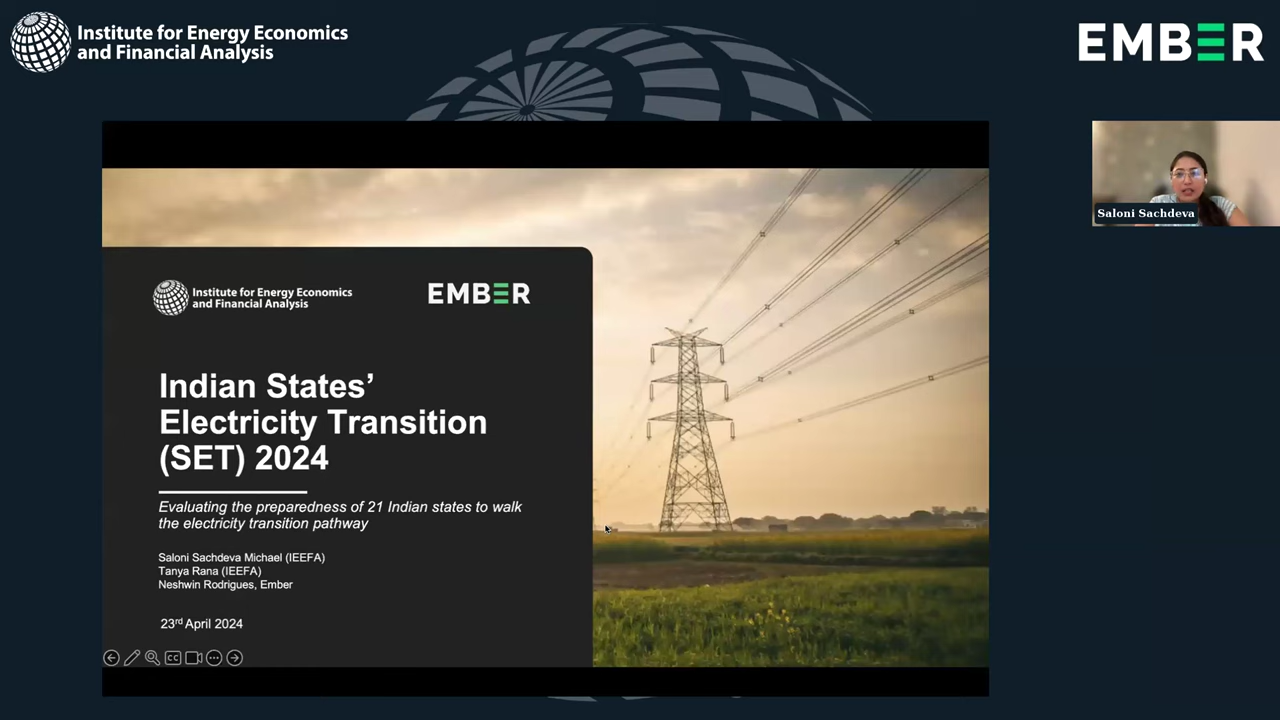 Institute for Energy Economics
and Financial Analysis
EMBER
Saloni Sachdeva
Institute for Energy Economics
and Financial Analysis
EMBER
Indian States’
Electricity Transition
(SET) 2024
Evaluating the preparedness of 21 Indian states to walk
the electricity transition pathway
Saloni Sachdeva Michael (IEEFA)
Tanya Rana (IEEFA)
Neshwin Rodrigues, Ember
23rd April 2024
CC